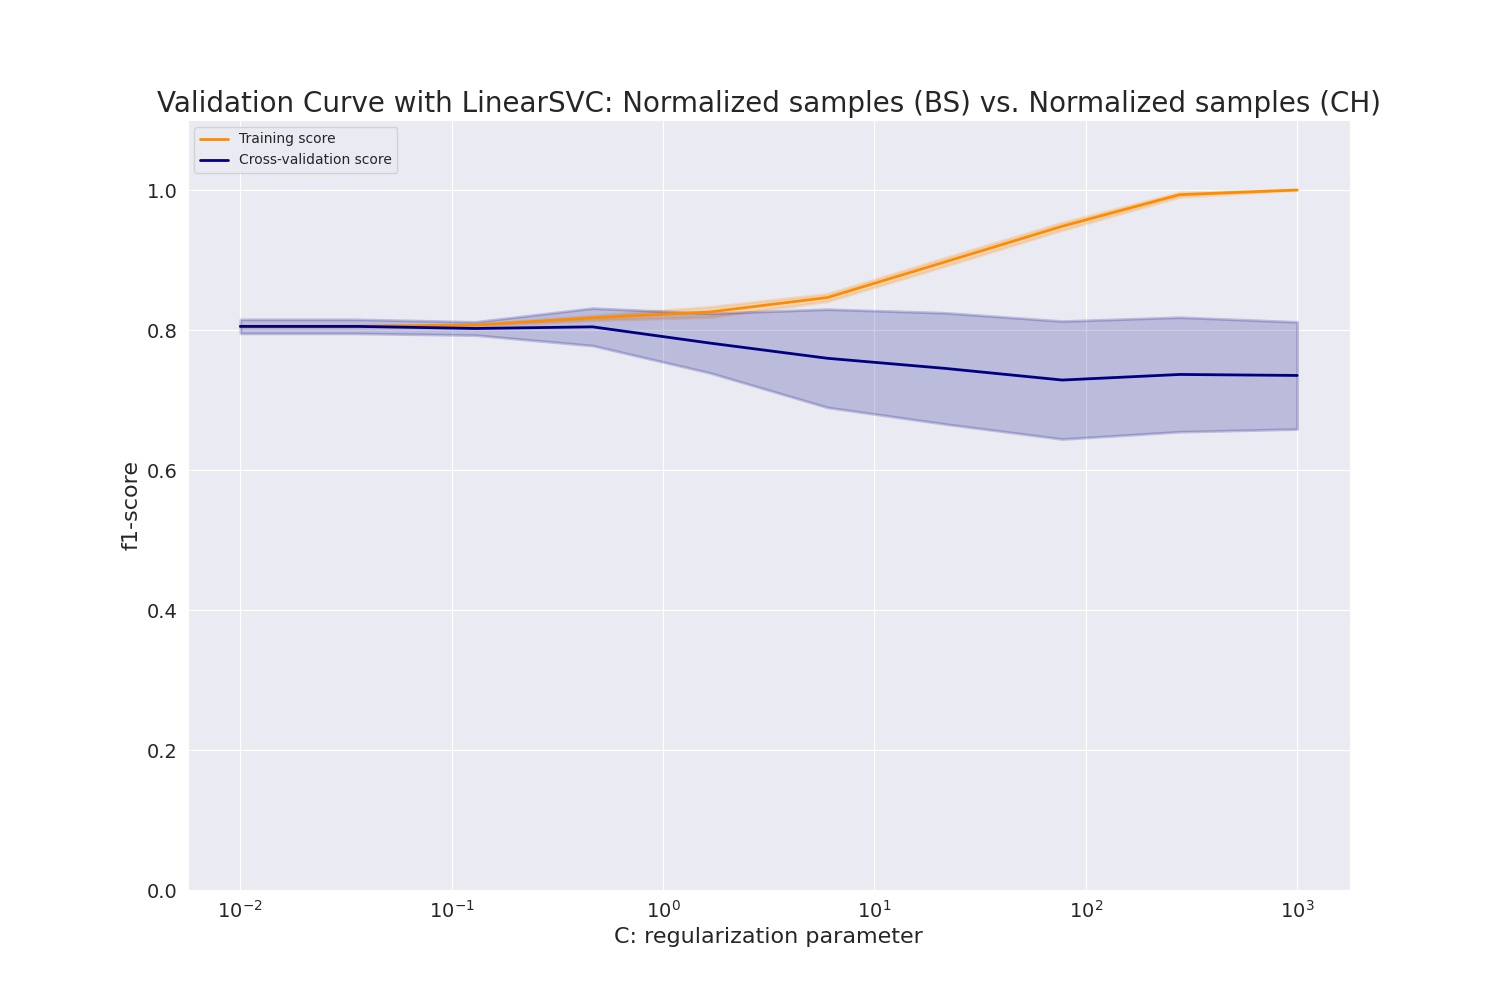 Validation Curve with LinearSVC: Normalized samples (BS) vs. Normalized samples (CH)
Training score
Cross-validation score
1.0
0.8
0.6
0.4
0.2
0.0
f1-score
10⁻² 10⁻¹ 10⁰ 10¹ 10² 10³
C: regularization parameter